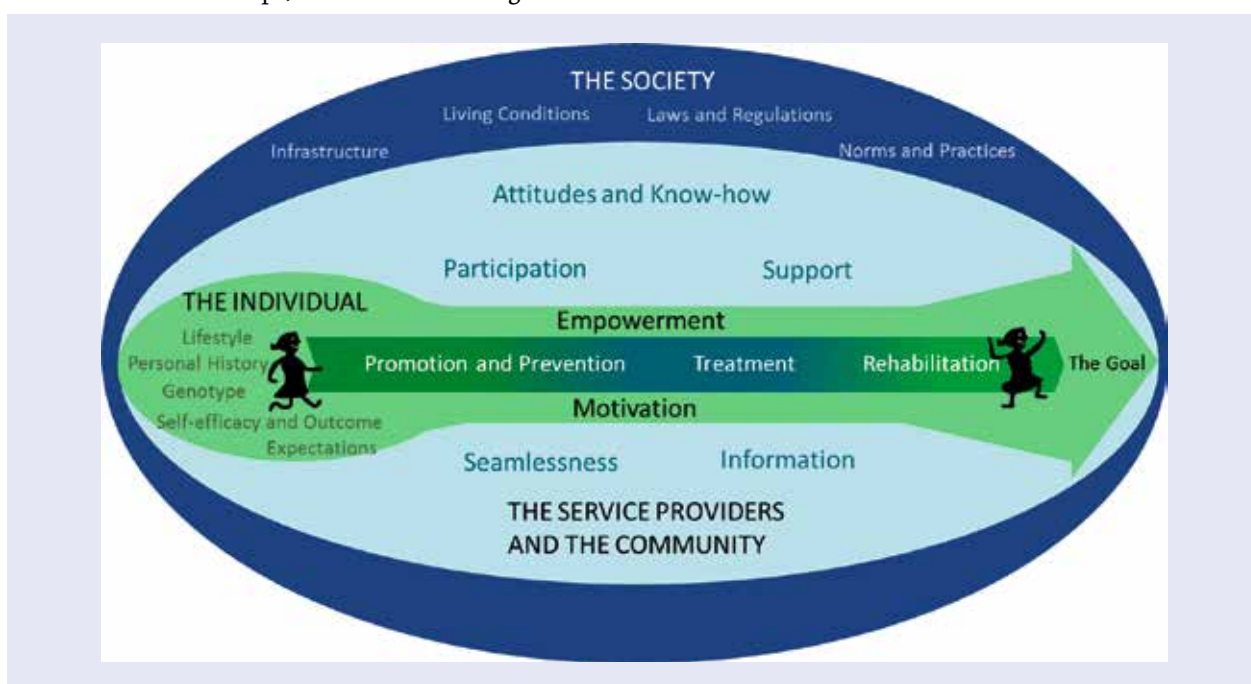 THE SOCIETY
Living Conditions
Laws and Regulations
Infrastructure
Norms and Practices
Attitudes and Know-how
Participation
Support
THE INDIVIDUAL
Lifestyle
Personal History
Genotype
Self-efficacy and Outcome
Expectations
Empowerment
Promotion and Prevention
Treatment
Rehabilitation
The Goal
Motivation
Seamlessness
Information
THE SERVICE PROVIDERS
AND THE COMMUNITY